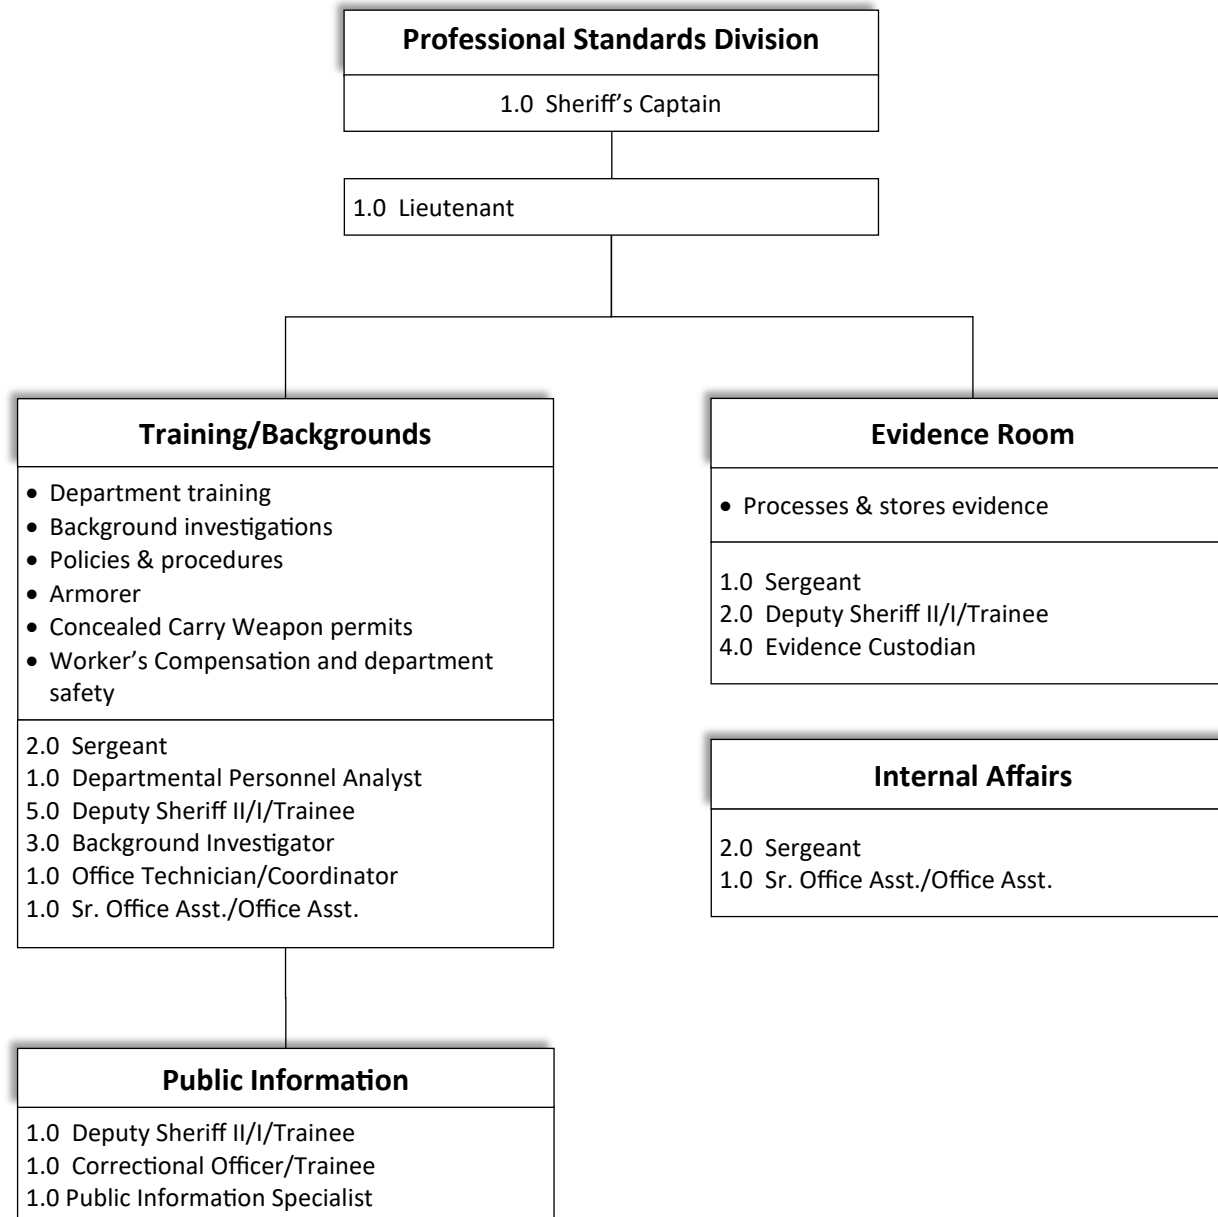 Professional Standards Division
1.0  Sheriff’s Captain
1.0  Lieutenant
Training/Backgrounds
• Department training
• Background investigations
• Policies & procedures
• Armorer
• Concealed Carry Weapon permits
• Worker’s Compensation and department
safety
2.0  Sergeant
1.0  Departmental Personnel Analyst
5.0  Deputy Sheriff II/I/Trainee
3.0  Background Investigator
1.0  Office Technician/Coordinator
1.0  Sr. Office Asst./Office Asst.
Public Information
1.0  Deputy Sheriff II/I/Trainee
1.0  Correctional Officer/Trainee
1.0 Public Information Specialist
Evidence Room
• Processes & stores evidence
1.0  Sergeant
2.0  Deputy Sheriff II/I/Trainee
4.0  Evidence Custodian
Internal Affairs
2.0  Sergeant
1.0  Sr. Office Asst./Office Asst.